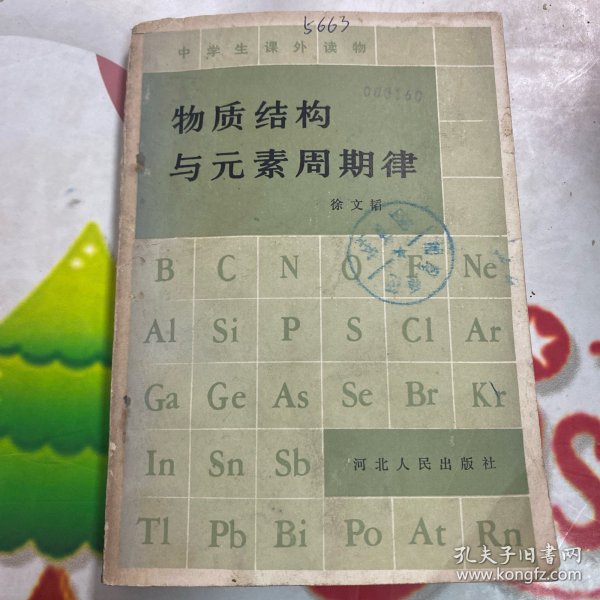 5663
中学生课外读物
000160
物质结构
与元素周期律
徐文韬
B C N O F Ne
Al Si P S Cl Ar
Ga Ge As Se Br Kr
In Sn Sb
河北人民出版社
Tl Pb Bi Po At Rn
孔夫子旧书网
www.kongfz.com